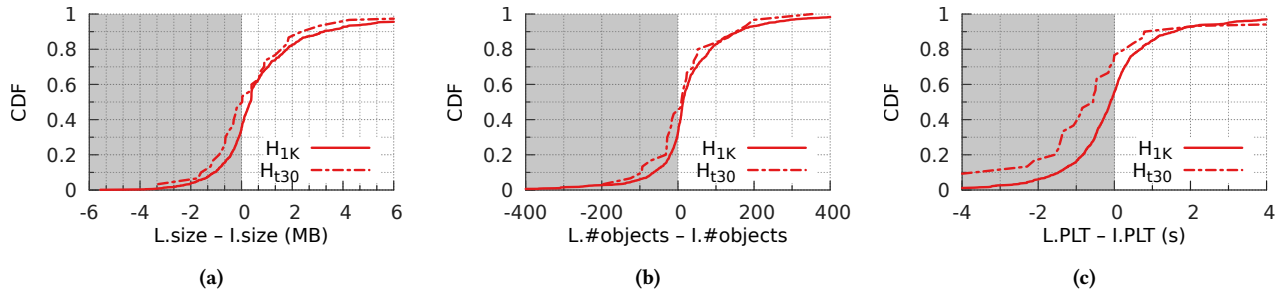 CDF
1
0.8
0.6
0.4
0.2
0
H1K
Ht30
-6 -4 -2 0 2 4 6
L.size – I.size (MB)
(a)
CDF
1
0.8
0.6
0.4
0.2
0
H1K
Ht30
-400 -200 0 200 400
L.#objects – I.#objects
(b)
CDF
1
0.8
0.6
0.4
0.2
0
H1K
Ht30
-4 -2 0 2 4
L.PLT – I.PLT (s)
(c)